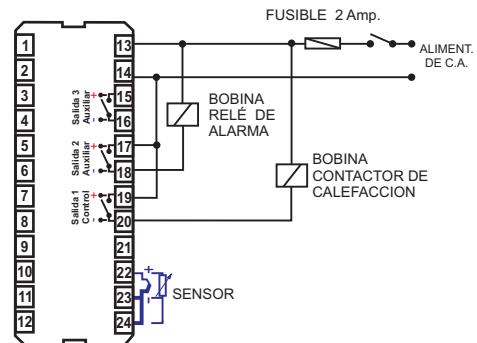 FUSIBLE 2 Amp.
ALIMENT.
DE C.A.
1
2
3
4
5
6
7
8
9
10
11
12
13
14
15
16
17
18
19
20
21
22
23
24
Salida 3
Auxiliar
+
-
Salida 2
Auxiliar
+
-
Salida 1
Control
+
-
BOBINA
RELÉ DE
ALARMA
BOBINA
CONTACTOR DE
CALEFACCION
+
-
SENSOR